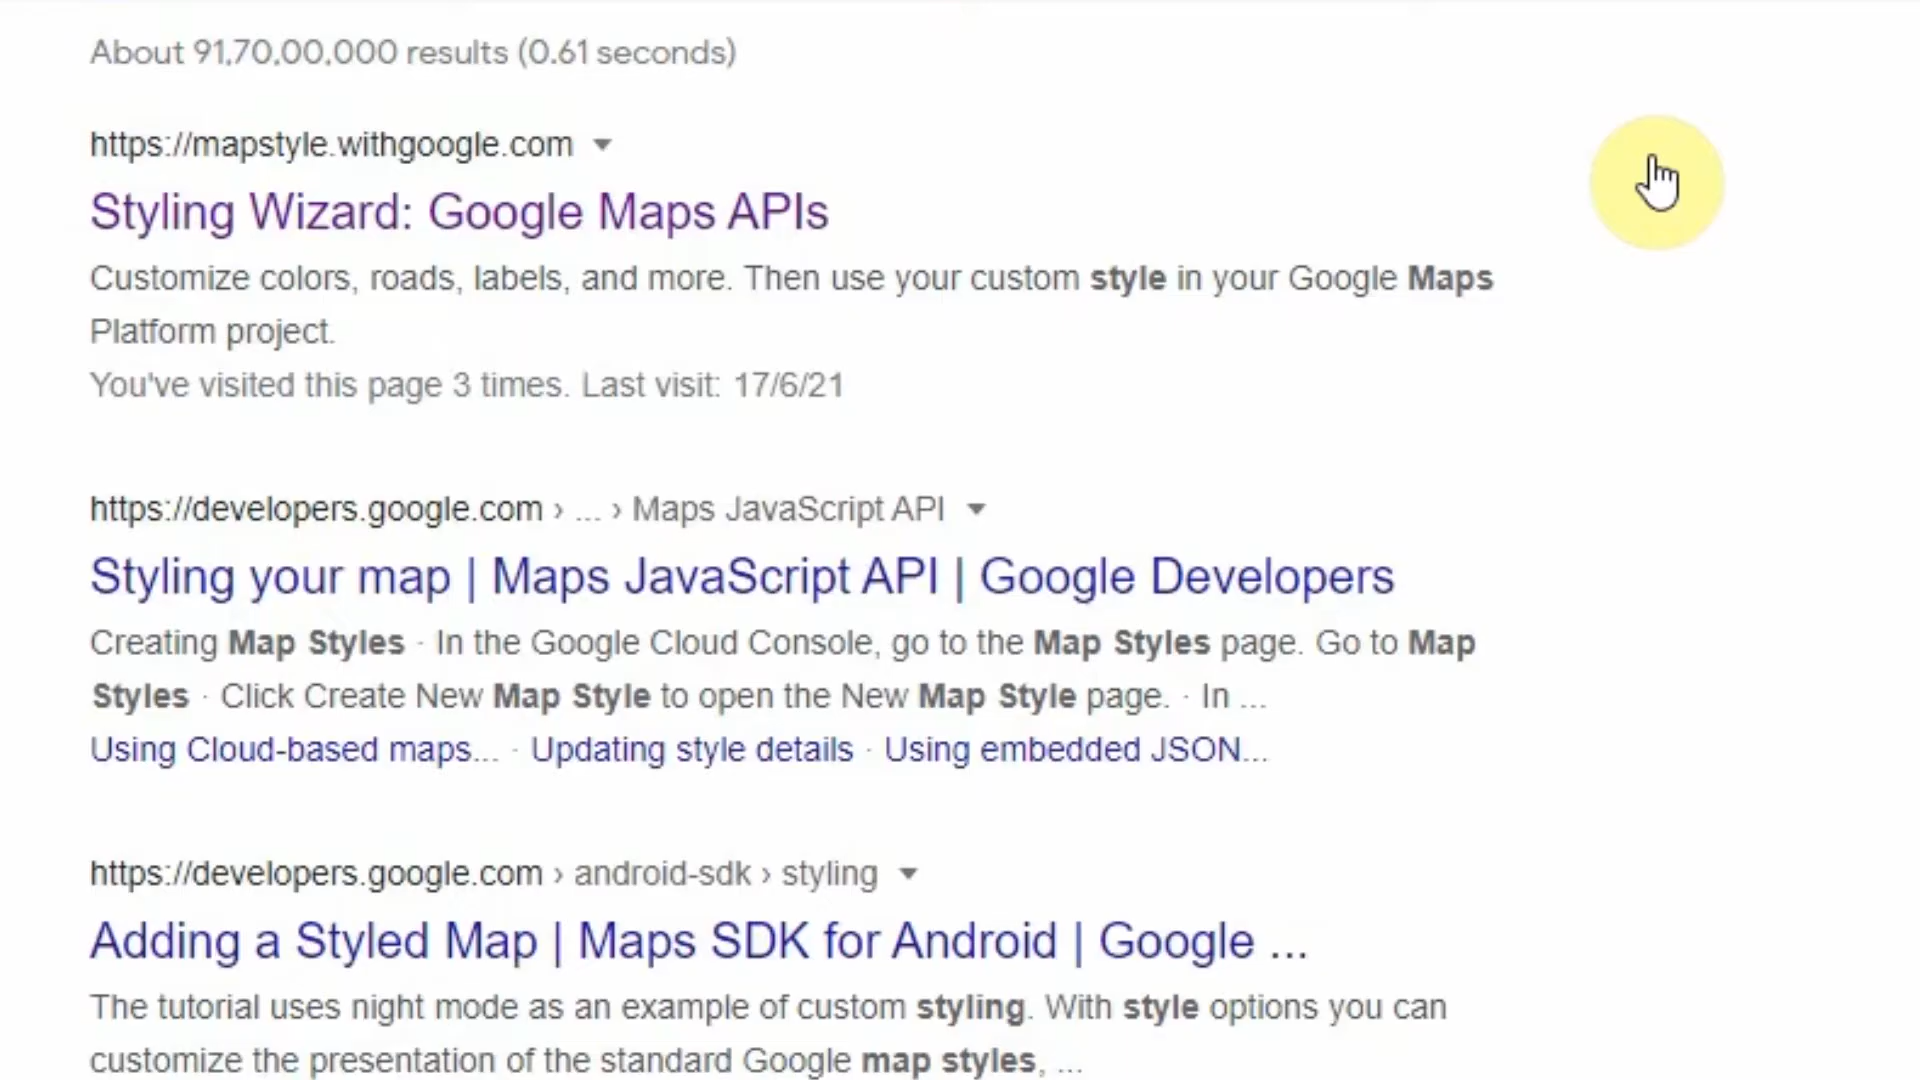 About 91,70,00,000 results (0.61 seconds)
https://mapstyle.withgoogle.com
Styling Wizard: Google Maps APIs
Customize colors, roads, labels, and more. Then use your custom style in your Google Maps
Platform project.
You've visited this page 3 times. Last visit: 17/6/21
https://developers.google.com › ... › Maps JavaScript API
Styling your map | Maps JavaScript API | Google Developers
Creating Map Styles · In the Google Cloud Console, go to the Map Styles page. Go to Map
Styles · Click Create New Map Style to open the New Map Style page. · In ...
Using Cloud-based maps... · Updating style details · Using embedded JSON...
https://developers.google.com › android-sdk › styling
Adding a Styled Map | Maps SDK for Android | Google ...
The tutorial uses night mode as an example of custom styling. With style options you can
customize the presentation of the standard Google map styles, ...